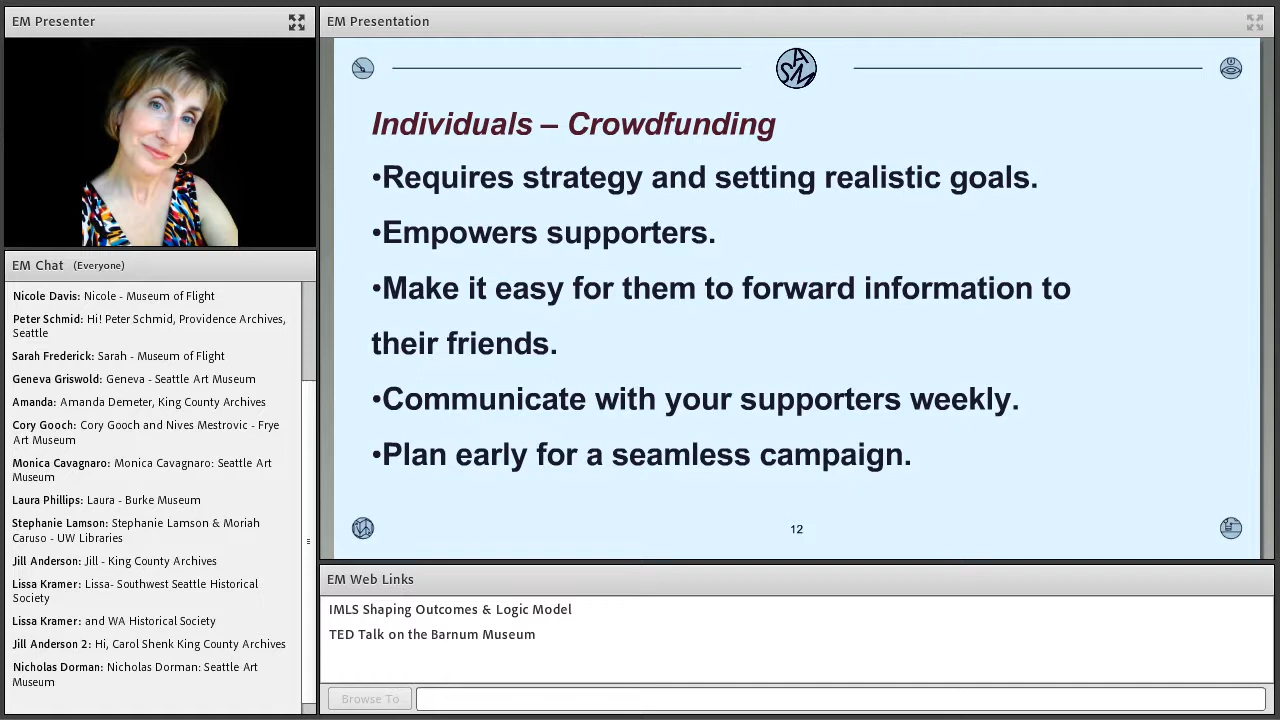 EM Presenter
EM Chat (Everyone)
Nicole Davis: Nicole - Museum of Flight
Peter Schmid: Hi! Peter Schmid, Providence Archives,
Seattle
Sarah Frederick: Sarah - Museum of Flight
Geneva Griswold: Geneva - Seattle Art Museum
Amanda: Amanda Demeter, King County Archives
Cory Gooch: Cory Gooch and Nives Mestrovic - Frye
Art Museum
Monica Cavagnaro: Monica Cavagnaro: Seattle Art
Museum
Laura Phillips: Laura - Burke Museum
Stephanie Lamson: Stephanie Lamson & Moriah
Caruso - UW Libraries
Jill Anderson: Jill - King County Archives
Lissa Kramer: Lissa- Southwest Seattle Historical
Society
Lissa Kramer: and WA Historical Society
Jill Anderson 2: Hi, Carol Shenk King County Archives
Nicholas Dorman: Nicholas Dorman: Seattle Art
Museum
EM Presentation
Individuals – Crowdfunding
•Requires strategy and setting realistic goals.
•Empowers supporters.
•Make it easy for them to forward information to
their friends.
•Communicate with your supporters weekly.
•Plan early for a seamless campaign.
12
EM Web Links
IMLS Shaping Outcomes & Logic Model
TED Talk on the Barnum Museum
Browse To